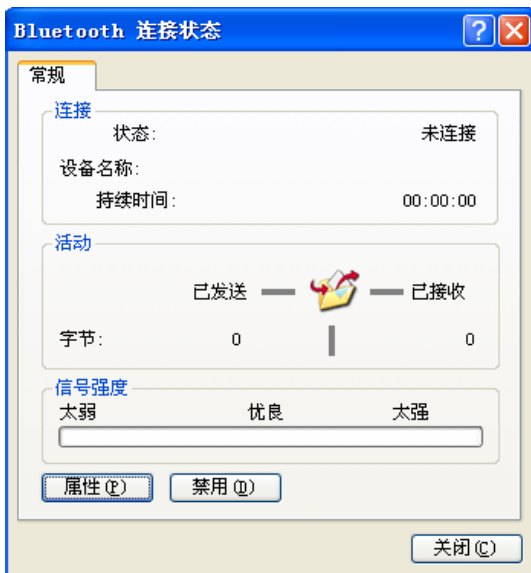 Bluetooth 连接状态
常规
连接
状态: 未连接
设备名称:
持续时间: 00:00:00
活动
已发送 已接收
字节: 0 0
信号强度
太弱 优良 太强
属性(P) 禁用(D)
关闭(C)